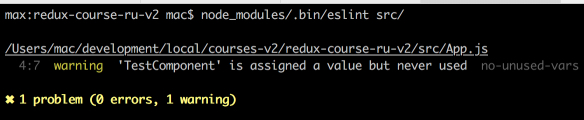 max:redux-course-ru-v2 mac$ node_modules/.bin/eslint src/
/Users/mac/development/local/courses-v2/redux-course-ru-v2/src/App.js
4:7 warning 'TestComponent' is assigned a value but never used no-unused-vars
✖ 1 problem (0 errors, 1 warning)